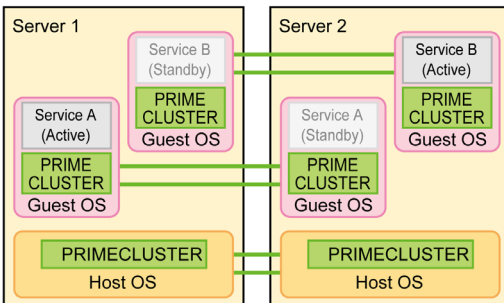 Server 1
Service B
(Standby)
PRIME
CLUSTER
Guest OS
Service A
(Active)
PRIME
CLUSTER
Guest OS
PRIMECLUSTER
Host OS
Server 2
Service B
(Active)
PRIME
CLUSTER
Guest OS
Service A
(Standby)
PRIME
CLUSTER
Guest OS
PRIMECLUSTER
Host OS